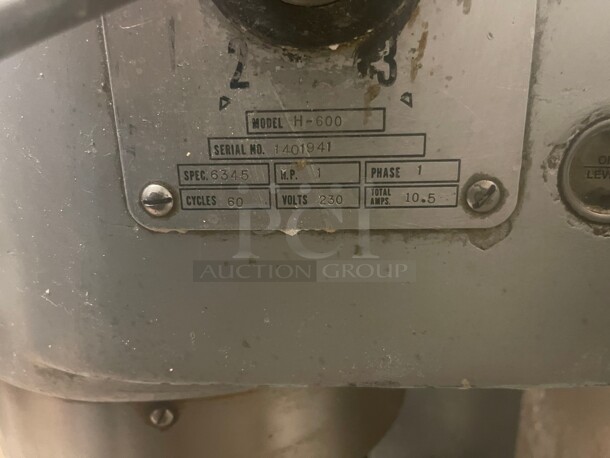 2 3
MODEL H-600
SERIAL NO. 1401941
SPEC. 6345 H.P. 1 PHASE 1
CYCLES 60 VOLTS 230 TOTAL AMPS. 10.5
PCI
AUCTION GROUP